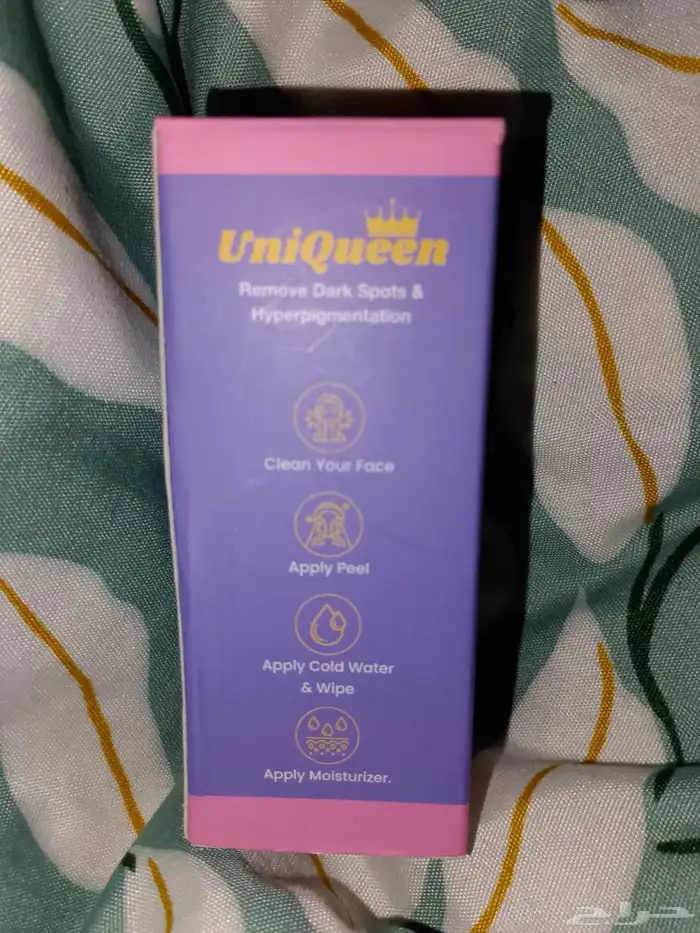 UniQueen
Remove Dark Spots &
Hyperpigmentation
Clean Your Face
Apply Peel
Apply Cold Water
& Wipe
Apply Moisturizer.
حراج